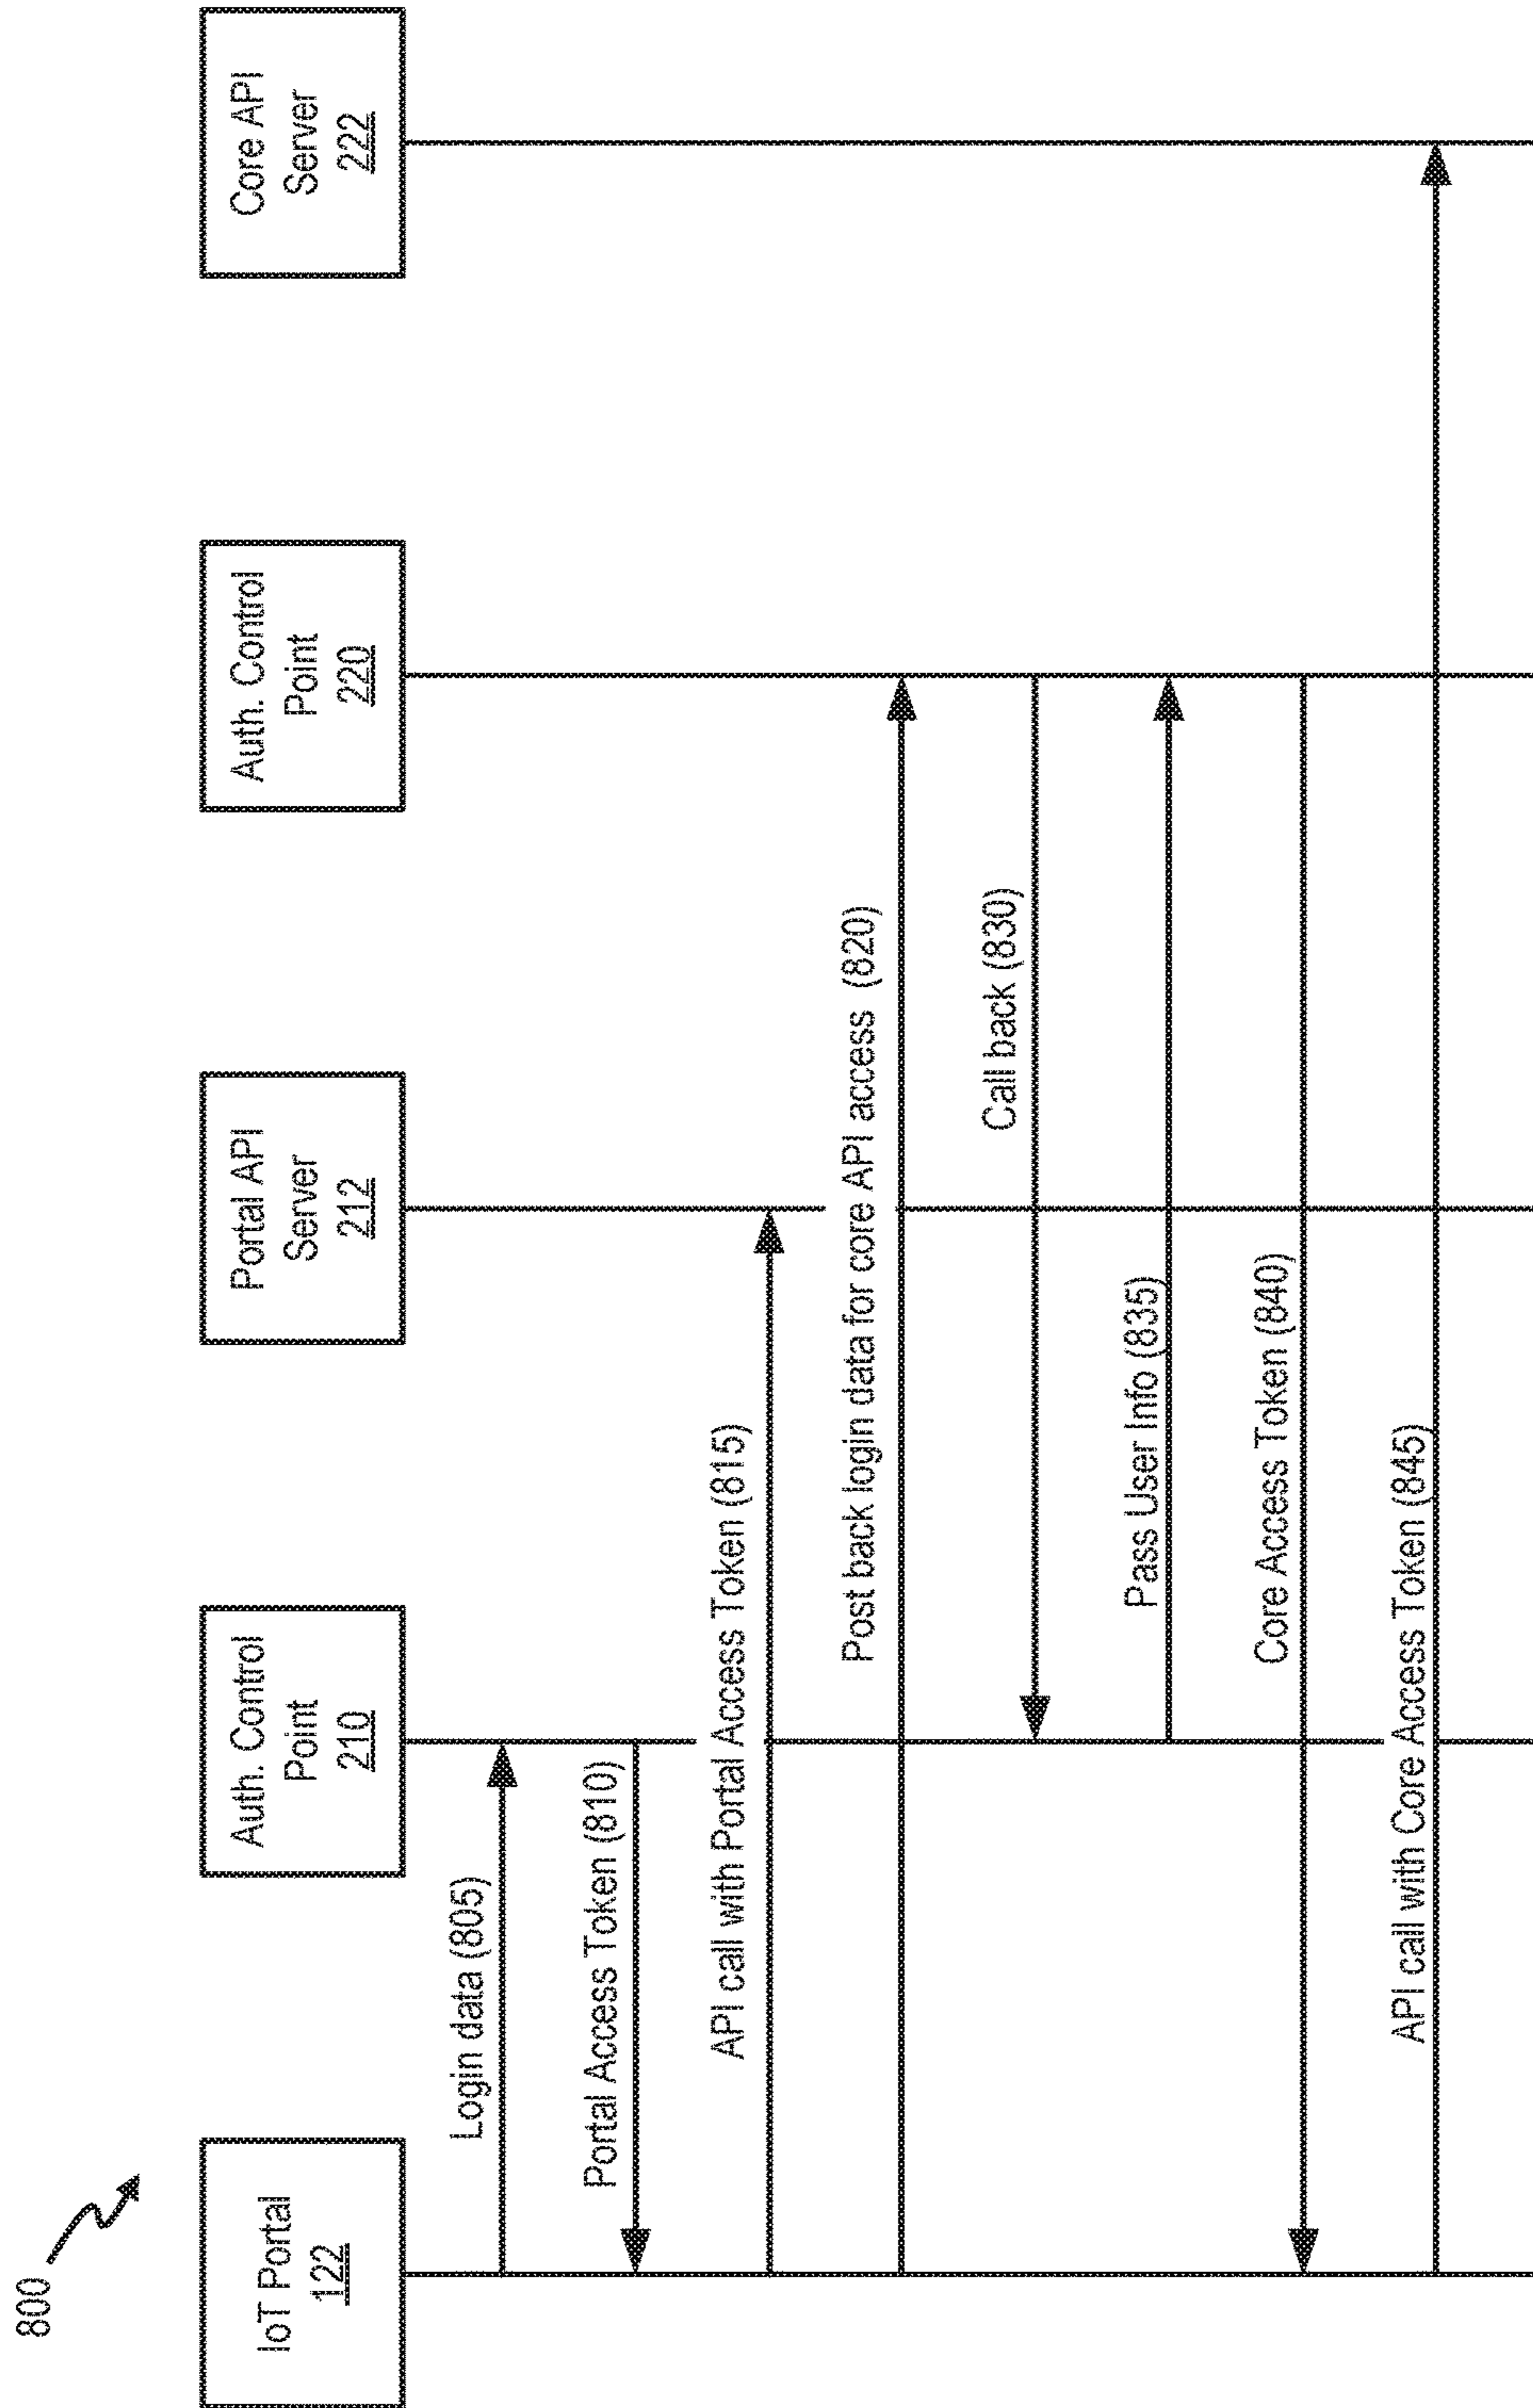 800
IoT Portal
122
Auth. Control
Point
210
Portal API
Server
212
Auth. Control
Point
220
Core API
Server
222
Login data (805)
Portal Access Token (810)
API call with Portal Access Token (815)
Post back login data for core API access (820)
Call back (830)
Pass User Info (835)
Core Access Token (840)
API call with Core Access Token (845)